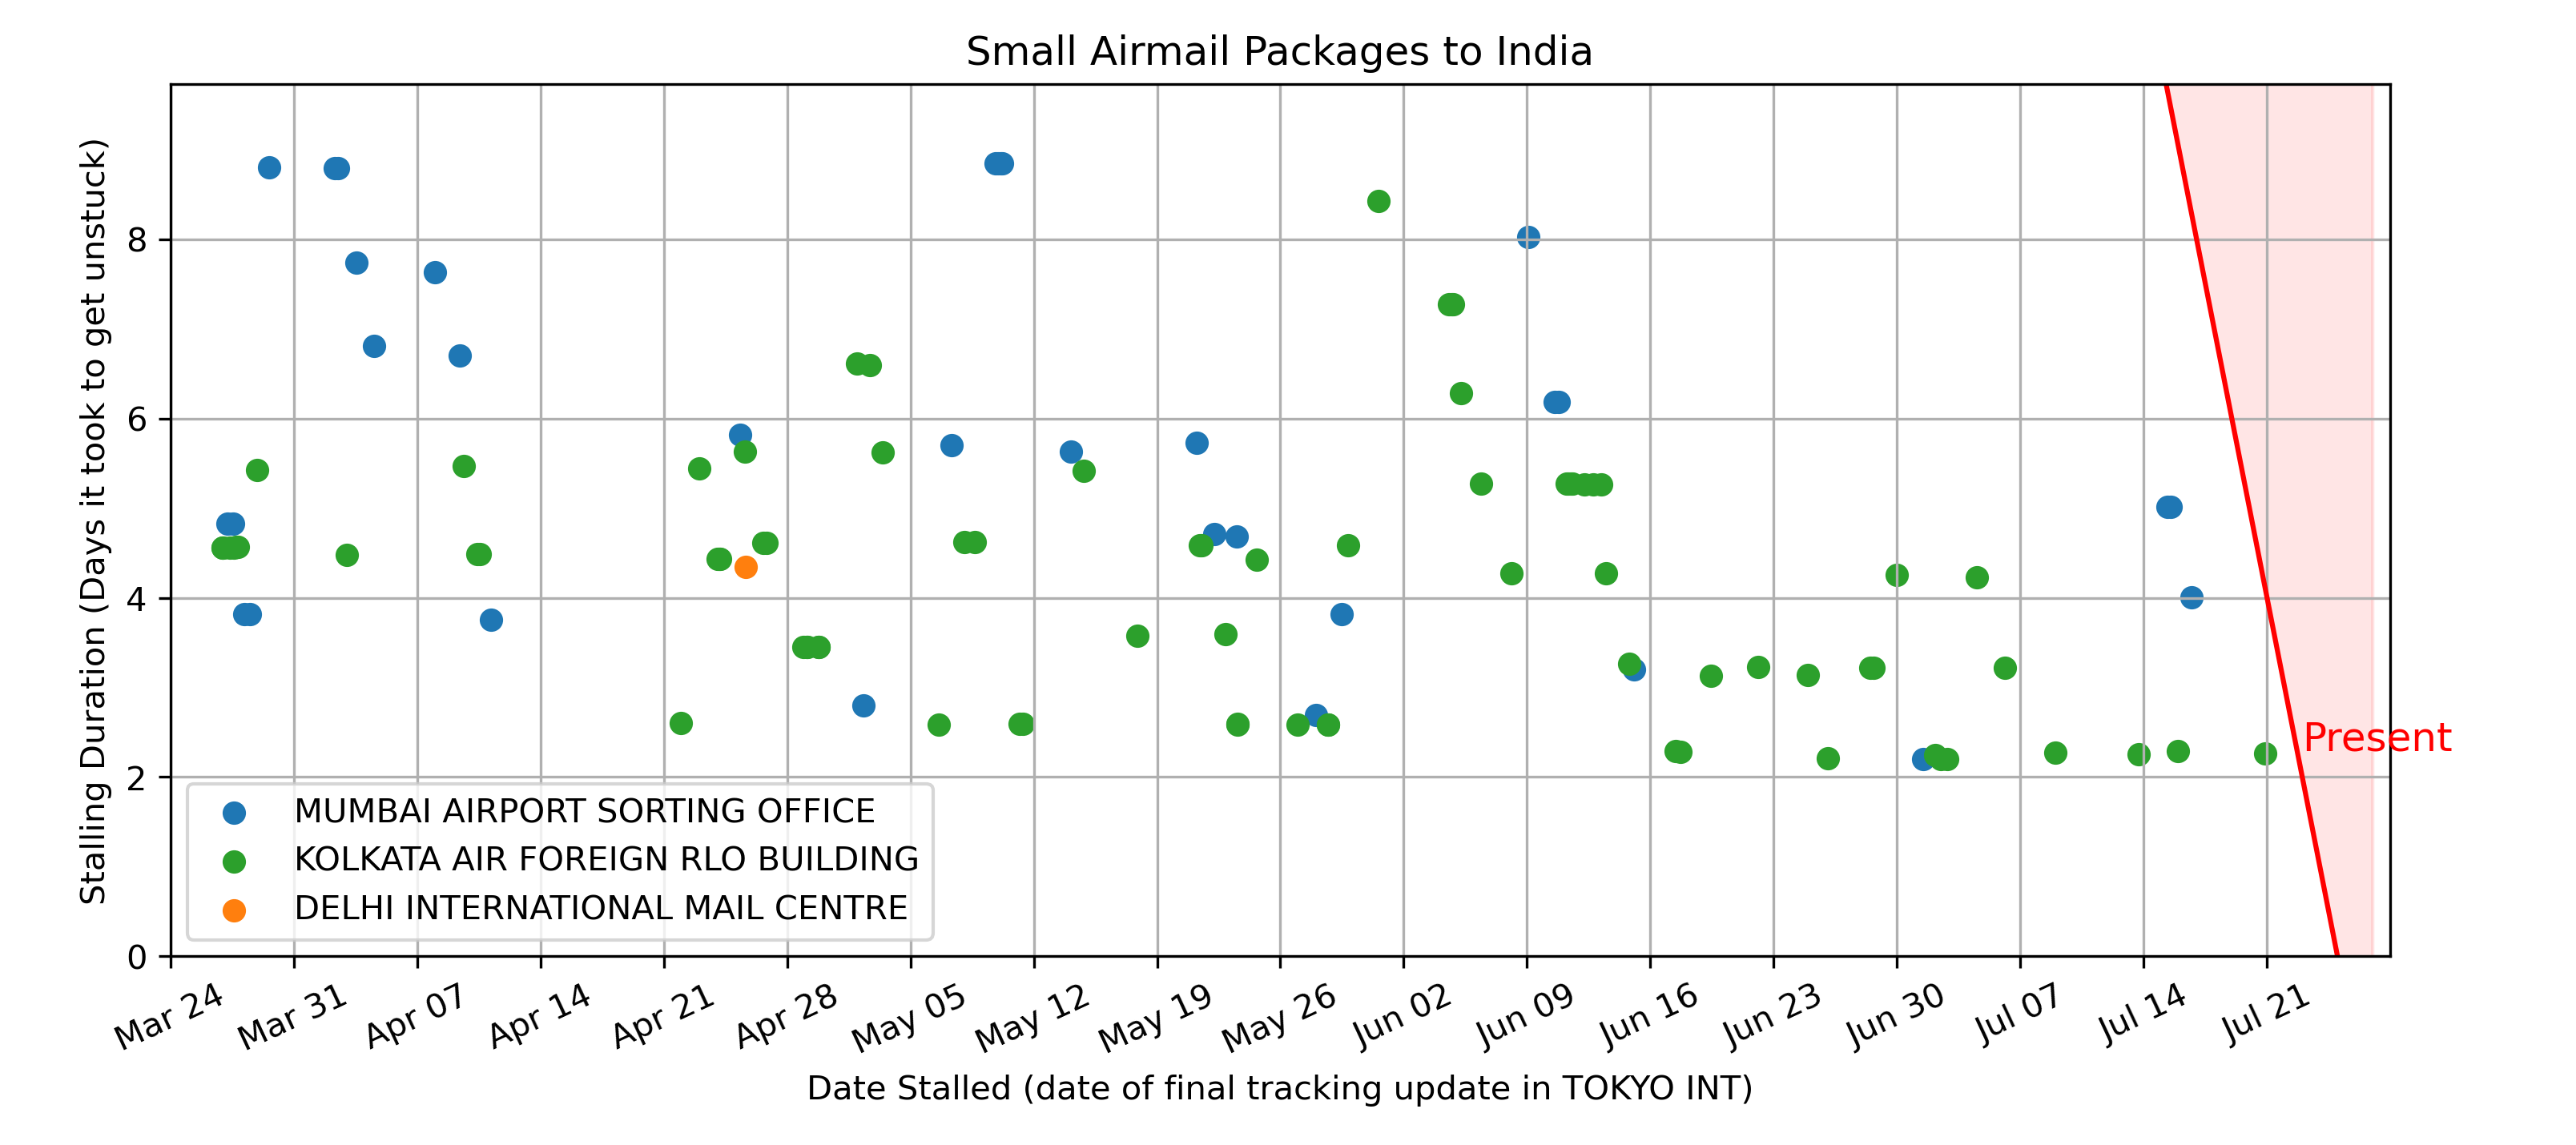 Small Airmail Packages to India
Stalling Duration (Days it took to get unstuck)
8
6
4
2
0
Present
MUMBAI AIRPORT SORTING OFFICE
KOLKATA AIR FOREIGN RLO BUILDING
DELHI INTERNATIONAL MAIL CENTRE
Mar 24
Mar 31
Apr 07
Apr 14
Apr 21
Apr 28
May 05
May 12
May 19
May 26
Jun 02
Jun 09
Jun 16
Jun 23
Jun 30
Jul 07
Jul 14
Jul 21
Date Stalled (date of final tracking update in TOKYO INT)